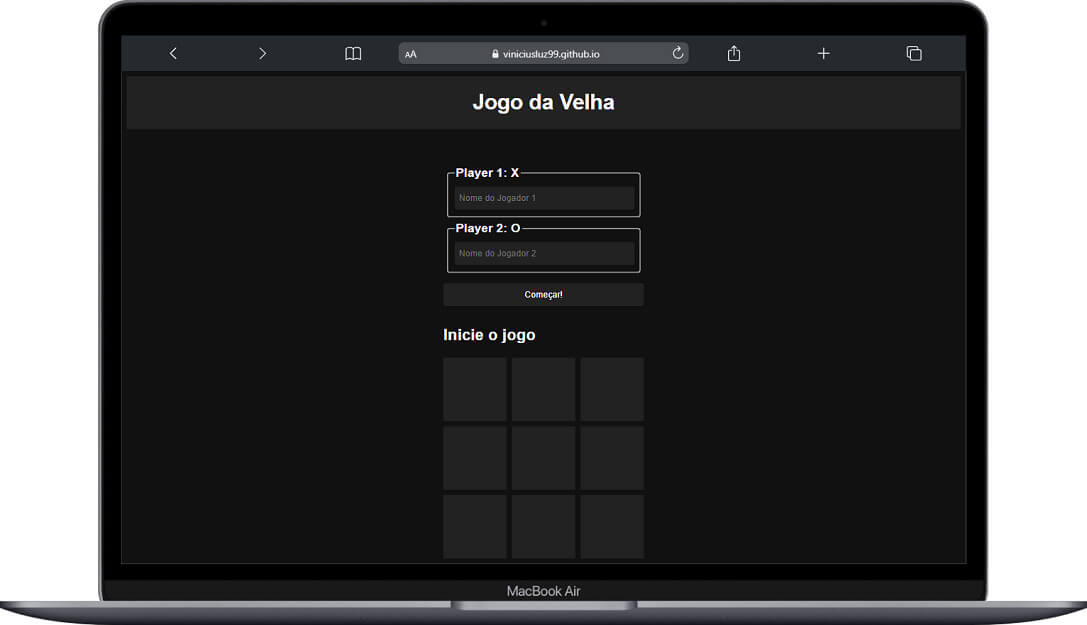 AA viniciusluz99.github.io
Jogo da Velha
Player 1: X
Nome do Jogador 1
Player 2: O
Nome do Jogador 2
Começar!
Inicie o jogo
MacBook Air